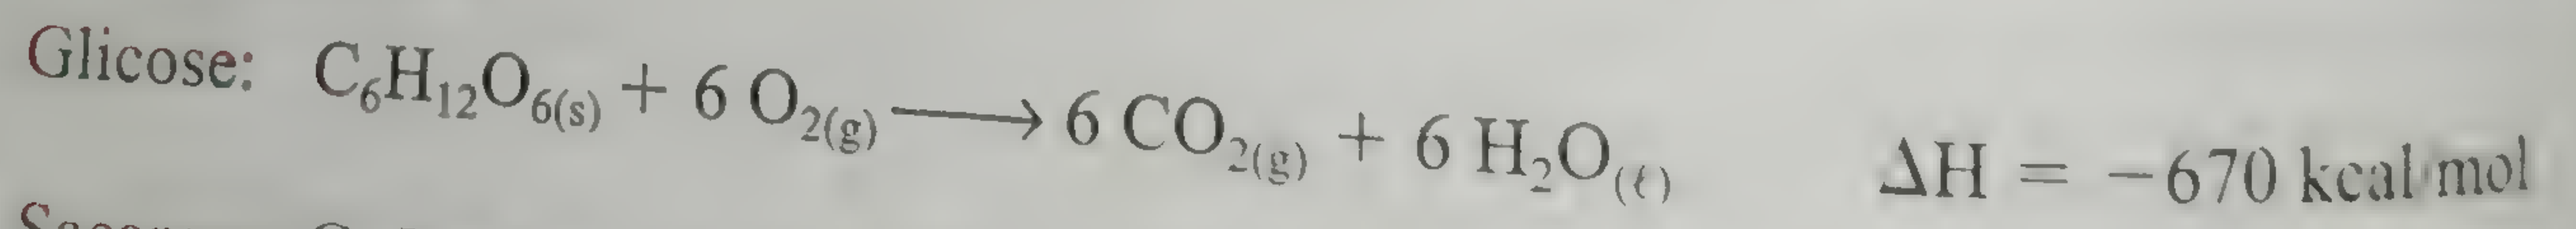 Glicose: C₆H₁₂O₆₍ₛ₎ + 6 O₂(g) ⟶ 6 CO₂(g) + 6 H₂O(ℓ) ΔH = −670 kcal/mol